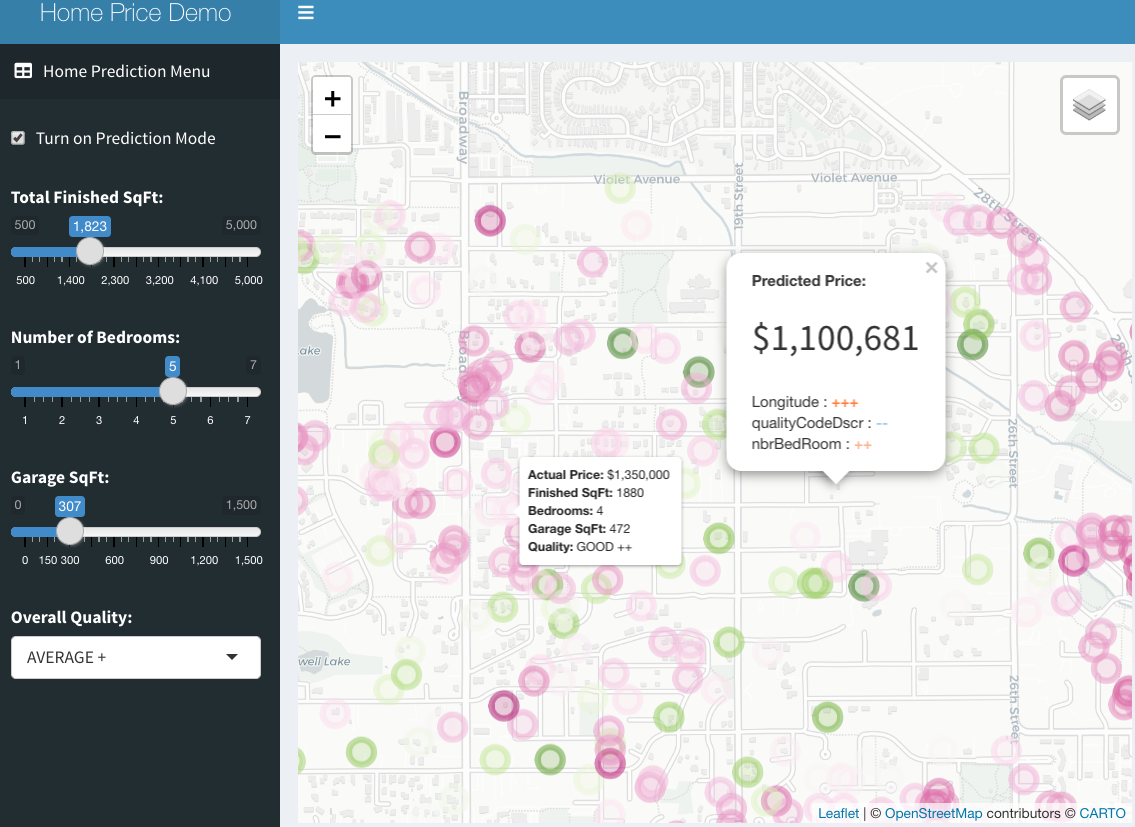 Home Price Demo
Home Prediction Menu
Turn on Prediction Mode
Total Finished SqFt:
500 1,823 5,000
500 1,400 2,300 3,200 4,100 5,000
Number of Bedrooms:
1 5 7
1 2 3 4 5 6 7
Garage SqFt:
0 307 1,500
0 150 300 600 900 1,200 1,500
Overall Quality:
AVERAGE +
+
−
Broadway
Violet Avenue
Violet Avenue
19th Street
28th Street
Predicted Price:
×
$1,100,681
Longitude : +++
qualityCodeDscr : --
nbrBedRoom : ++
ake
28th
26th Street
Actual Price: $1,350,000
Finished SqFt: 1880
Bedrooms: 4
Garage SqFt: 472
Quality: GOOD ++
well Lake
26th Street
Leaflet | © OpenStreetMap contributors © CARTO